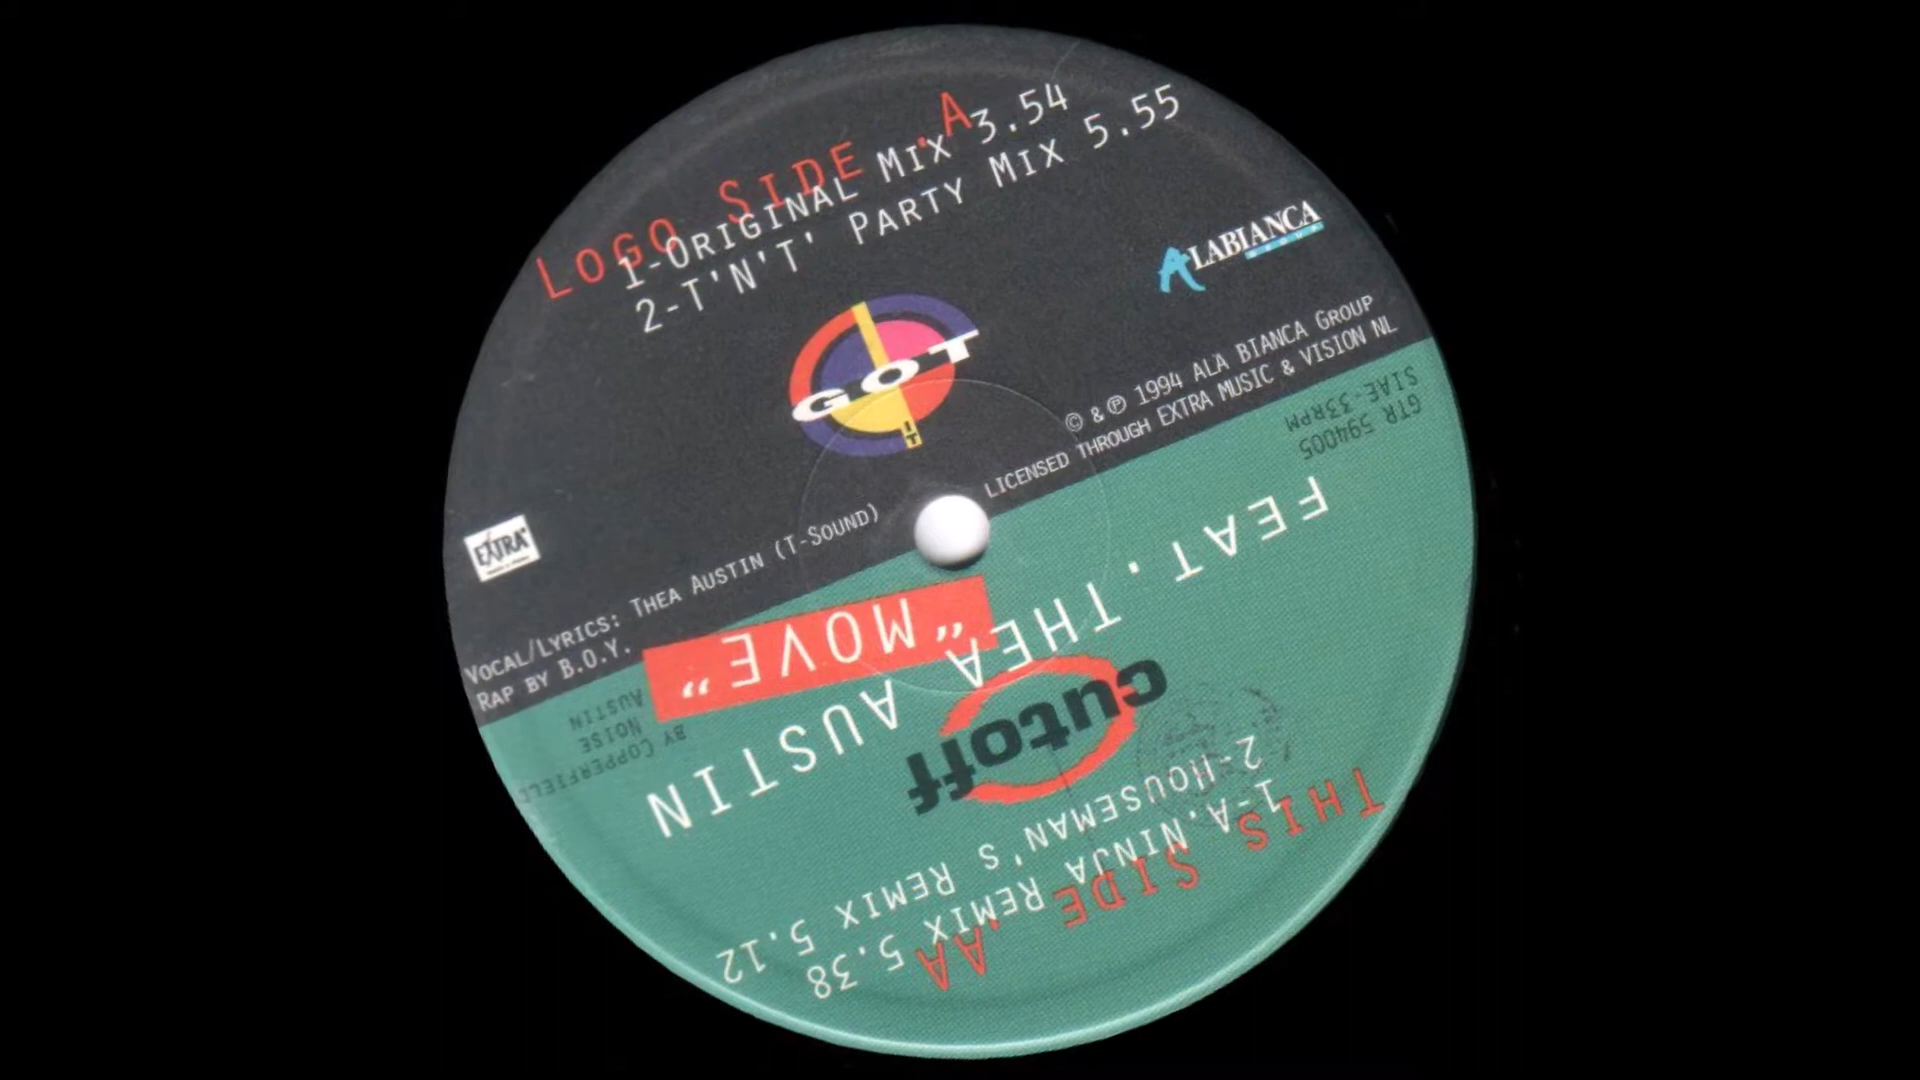 LOGO SIDE .A
1-ORIGINAL MIX 3.54
2-T'N'T' PARTY MIX 5.55
GOT
IT
ALABIANCA
GROUP
© & ℗ 1994 ALA BIANCA GROUP
LICENSED THROUGH EXTRA MUSIC & VISION NL
EXTRA
VOCAL/LYRICS: THEA AUSTIN (T-SOUND)
RAP BY B.O.Y.
THIS SIDE .AA
1-A.NINJA REMIX 5.38
2-HOUSEMAN'S REMIX 5.12
cutoff
FEAT. THEA AUSTIN
"MOVE"
BY COPPERFIELD
NOISE
AUSTIN
GTR 594005
SIAE-33RPM